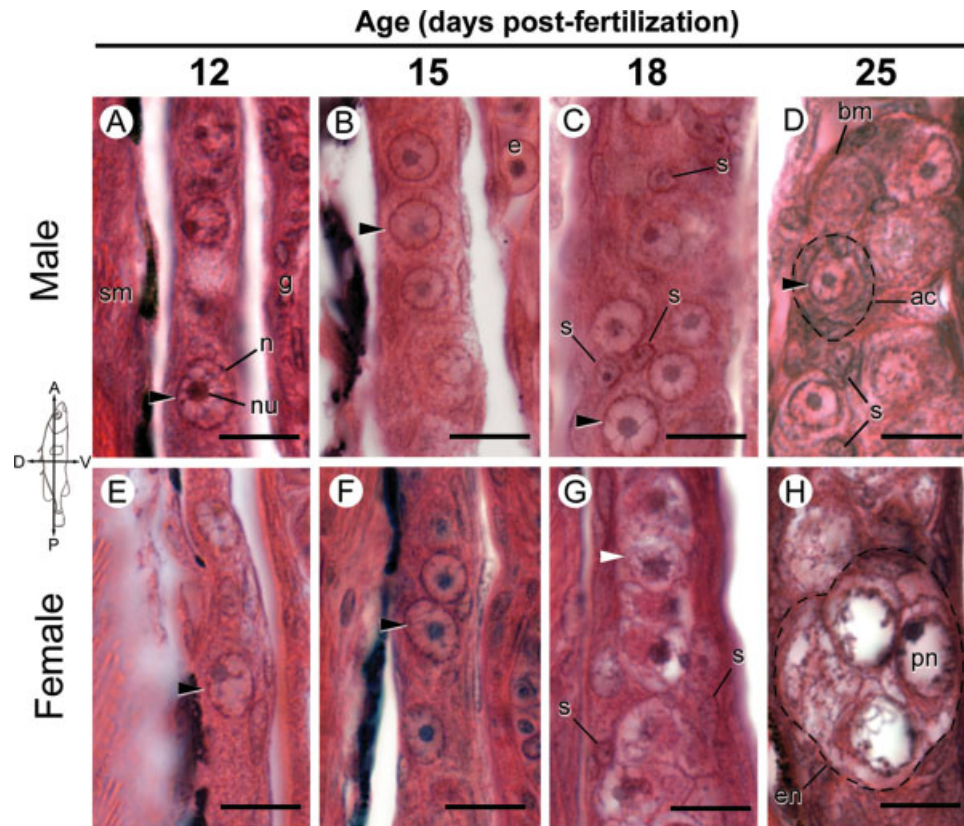 Age (days post-fertilization)
12 15 18 25
Male
A
sm
g
n
nu
B
e
C
s
s
s
D
bm
ac
s
A
D V
P
Female
E
F
G
s
s
H
pn
en